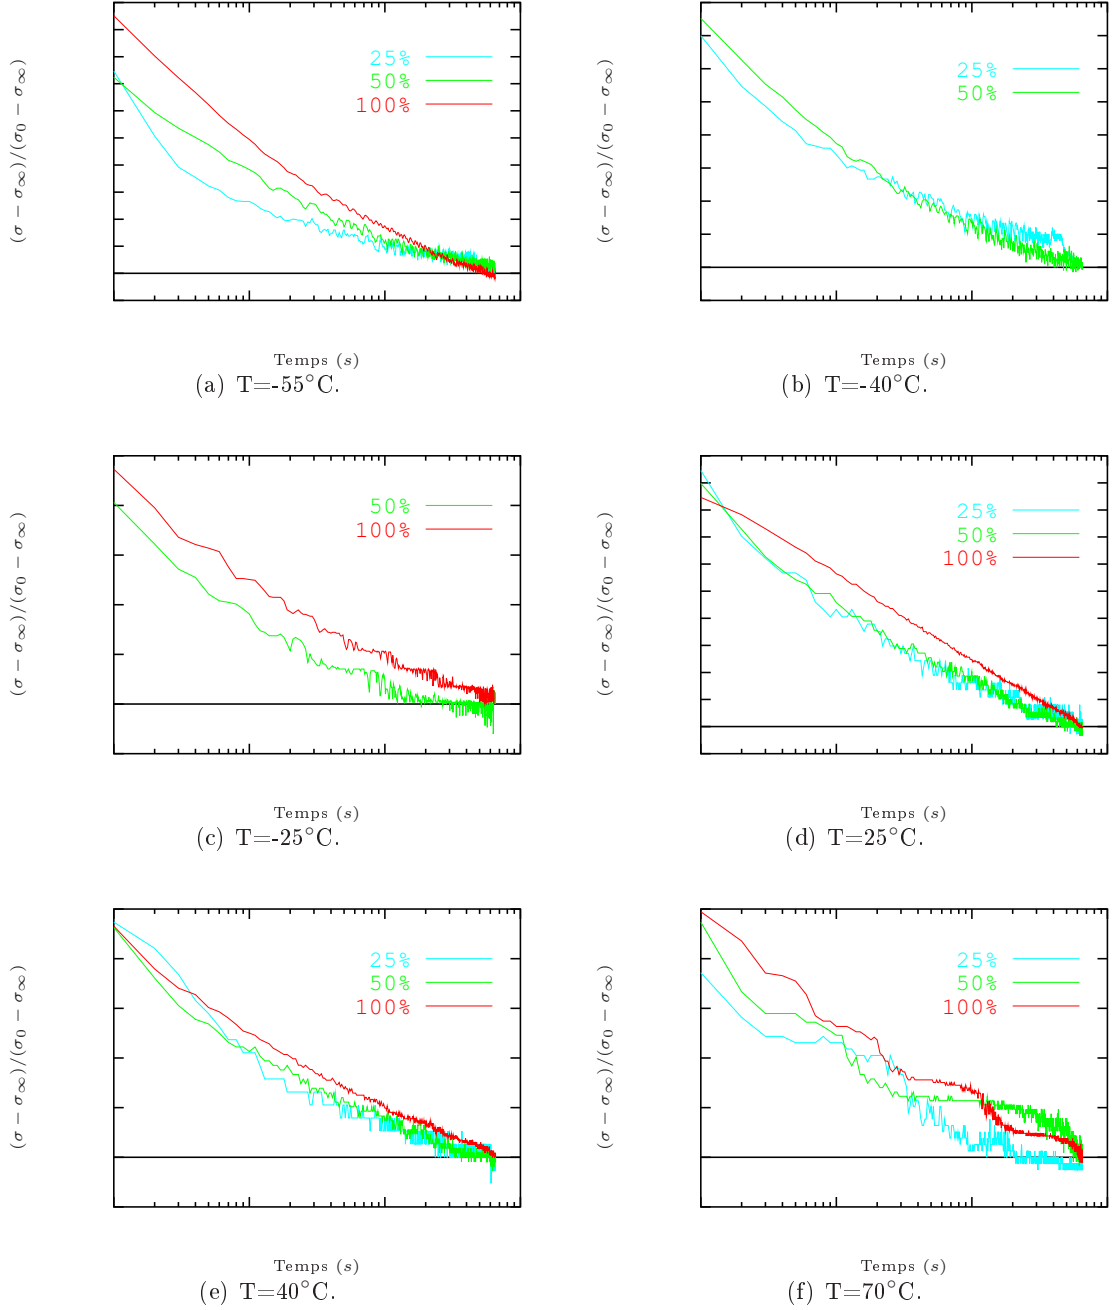 (σ − σ∞)/(σ0 − σ∞)
25%
50%
100%
Temps (s)
(a) T=-55°C.
(σ − σ∞)/(σ0 − σ∞)
25%
50%
Temps (s)
(b) T=-40°C.
(σ − σ∞)/(σ0 − σ∞)
50%
100%
Temps (s)
(c) T=-25°C.
(σ − σ∞)/(σ0 − σ∞)
25%
50%
100%
Temps (s)
(d) T=25°C.
(σ − σ∞)/(σ0 − σ∞)
25%
50%
100%
Temps (s)
(e) T=40°C.
(σ − σ∞)/(σ0 − σ∞)
25%
50%
100%
Temps (s)
(f) T=70°C.